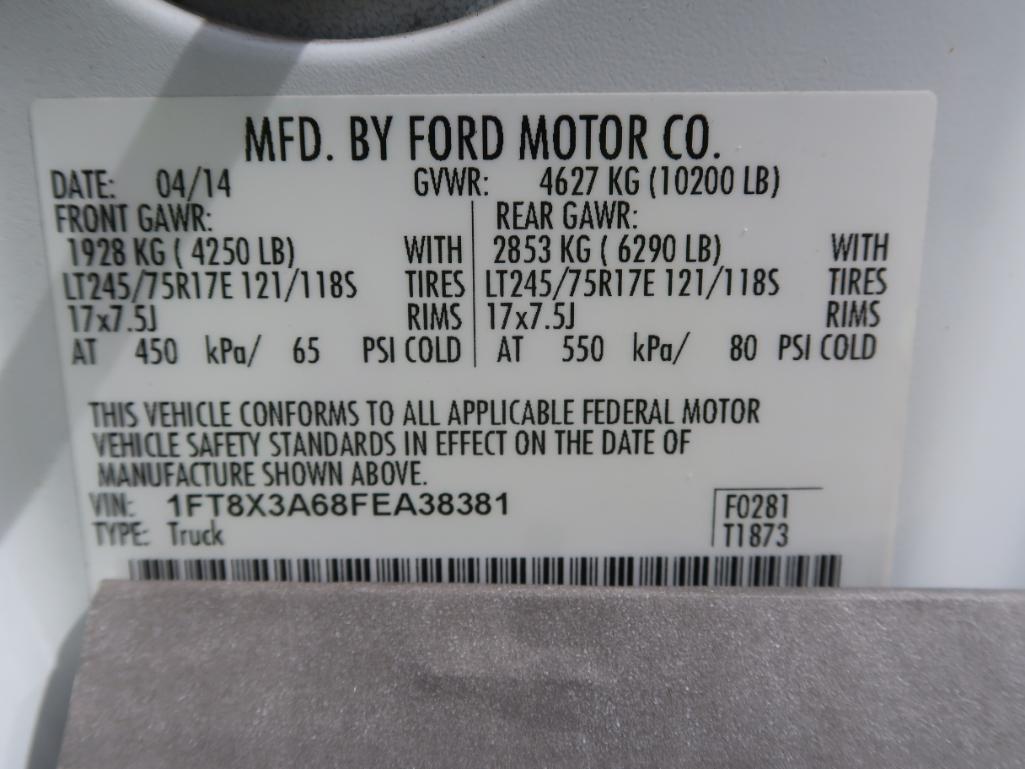 MFD. BY FORD MOTOR CO.
DATE: 04/14 GVWR: 4627 KG (10200 LB)
FRONT GAWR: REAR GAWR:
1928 KG ( 4250 LB) WITH 2853 KG ( 6290 LB) WITH
LT245/75R17E 121/118S TIRES LT245/75R17E 121/118S TIRES
17x7.5J RIMS 17x7.5J RIMS
AT 450 kPa/ 65 PSI COLD AT 550 kPa/ 80 PSI COLD
THIS VEHICLE CONFORMS TO ALL APPLICABLE FEDERAL MOTOR
VEHICLE SAFETY STANDARDS IN EFFECT ON THE DATE OF
MANUFACTURE SHOWN ABOVE.
VIN: 1FT8X3A68FEA38381 F0281
TYPE: Truck T1873